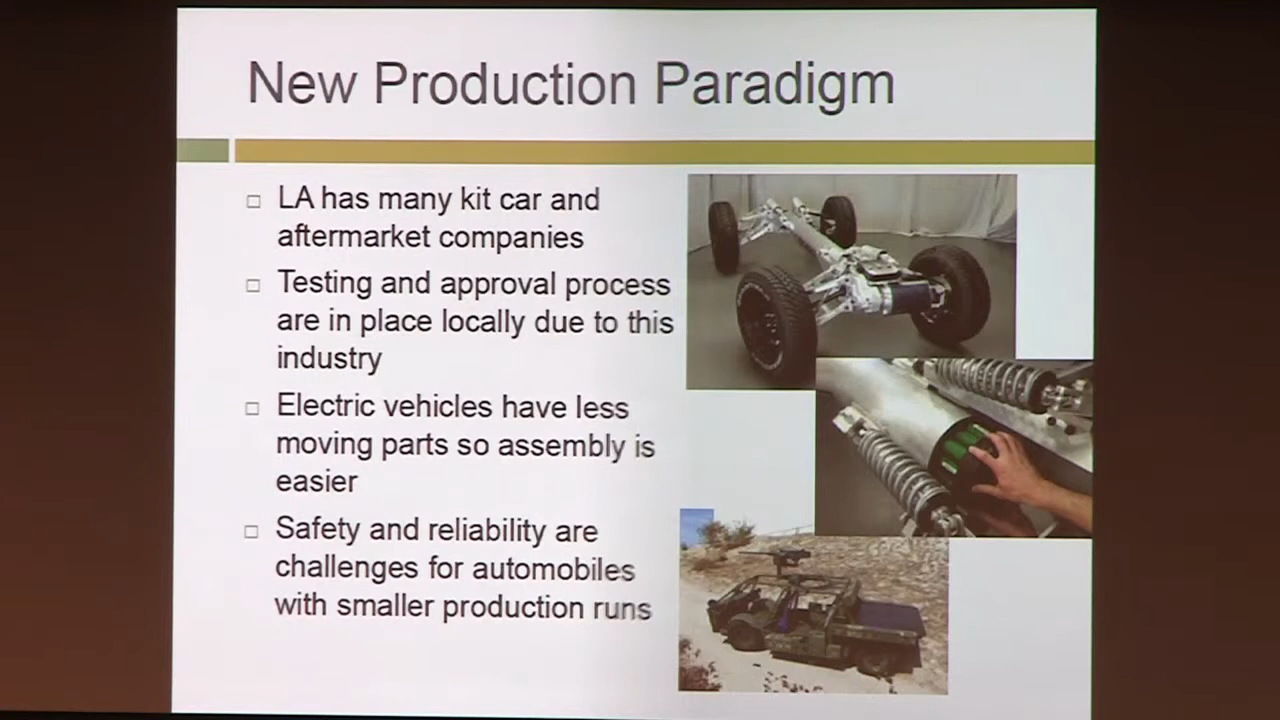 New Production Paradigm
LA has many kit car and
aftermarket companies
Testing and approval process
are in place locally due to this
industry
Electric vehicles have less
moving parts so assembly is
easier
Safety and reliability are
challenges for automobiles
with smaller production runs